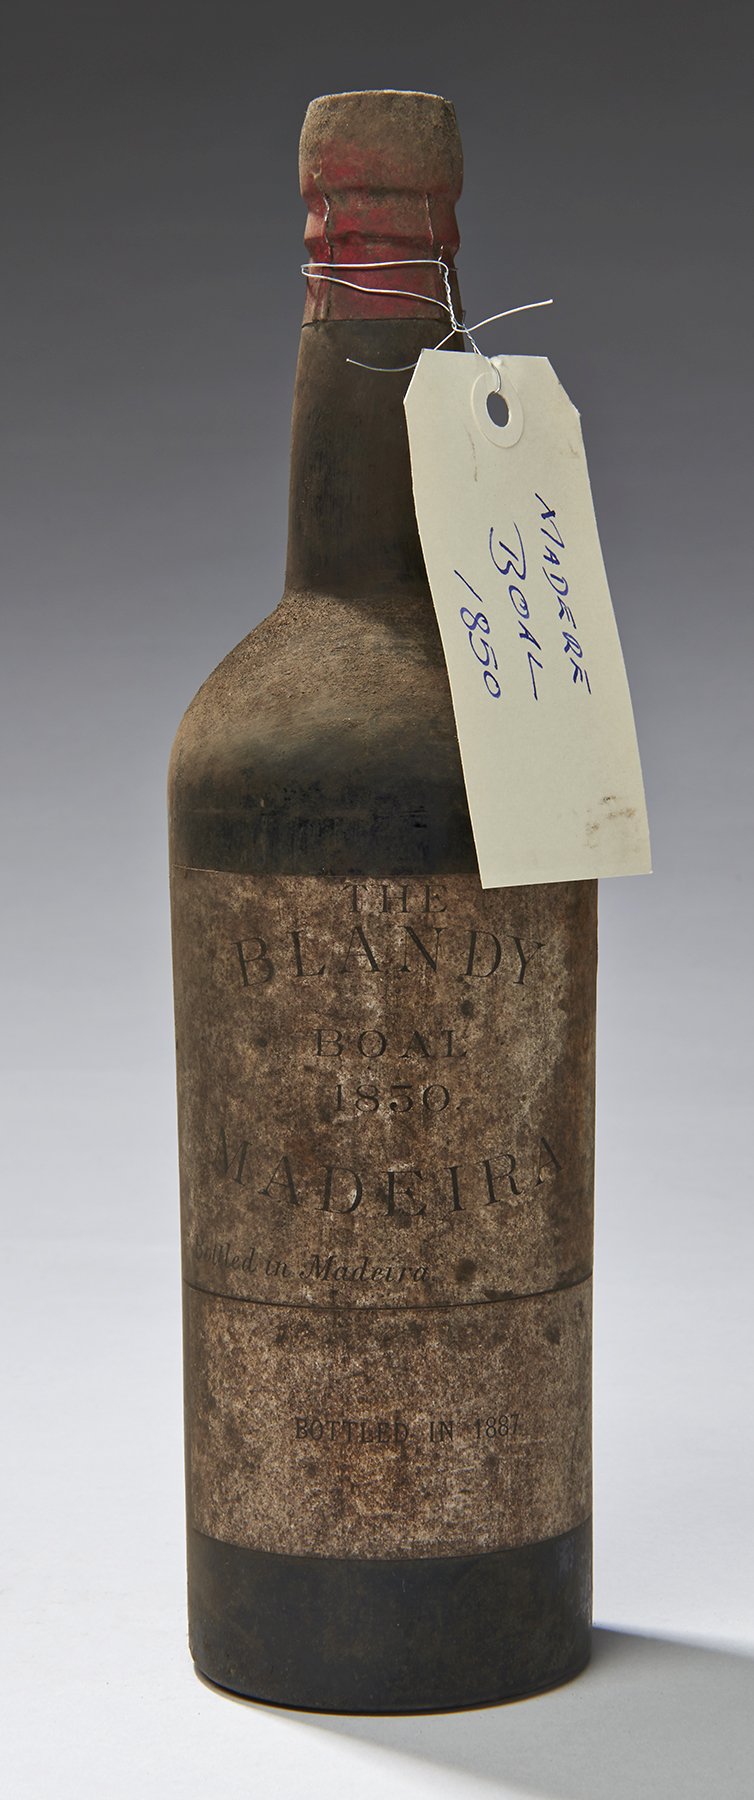 MADERE
BOAL
1850
THE
BLANDY
BOAL
1850.
MADEIRA
Bottled in Madeira
BOTTLED IN 1887